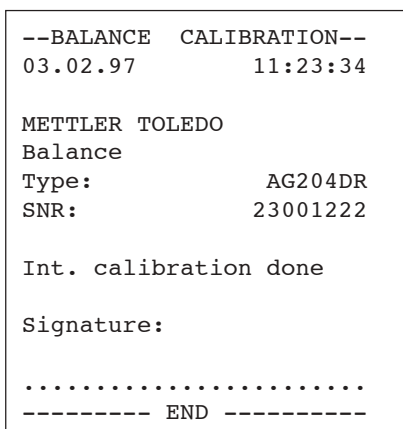 --BALANCE CALIBRATION--
03.02.97 11:23:34
METTLER TOLEDO
Balance
Type: AG204DR
SNR: 23001222
Int. calibration done
Signature:
........................
--------- END ----------